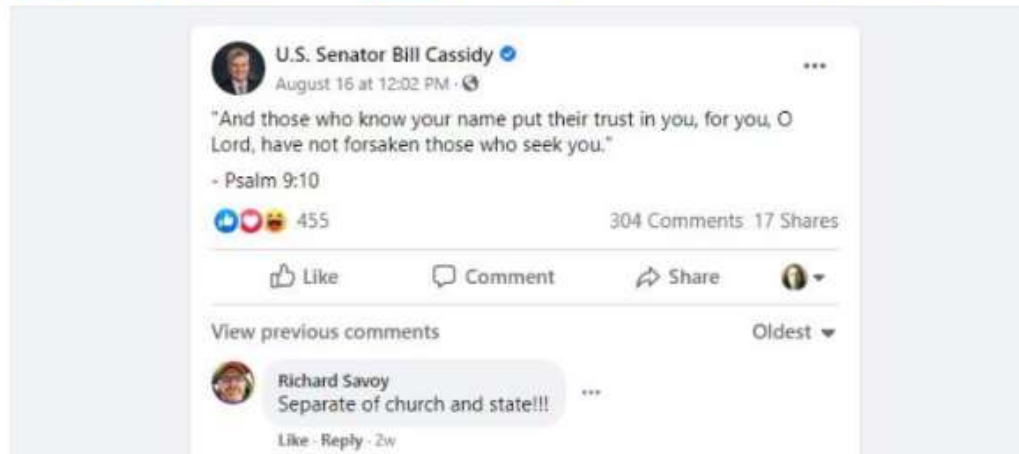 U.S. Senator Bill Cassidy
August 16 at 12:02 PM ·
"And those who know your name put their trust in you, for you, O
Lord, have not forsaken those who seek you."
- Psalm 9:10
455 304 Comments 17 Shares
Like Comment Share
View previous comments Oldest
Richard Savoy
Separate of church and state!!!
Like · Reply · 2w